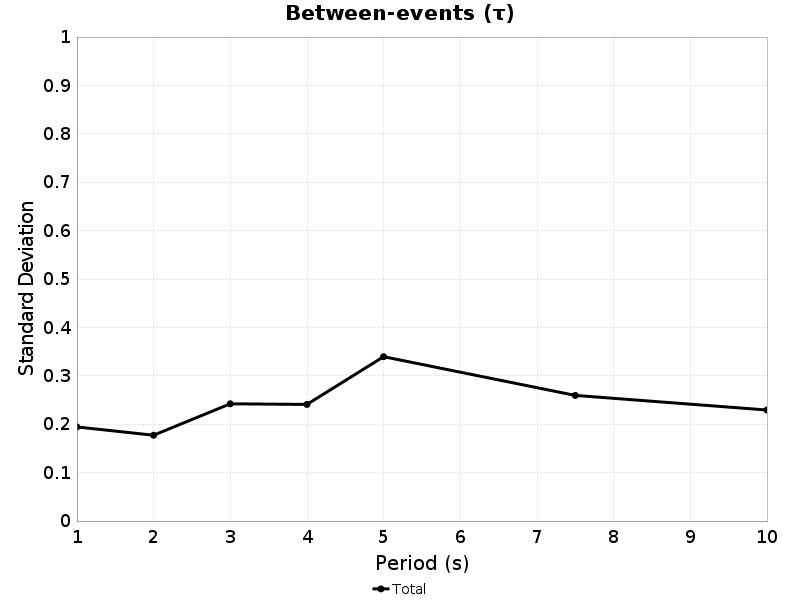 Between-events (τ)
1
0.9
0.8
0.7
0.6
0.5
0.4
0.3
0.2
0.1
0
Standard Deviation
1 2 3 4 5 6 7 8 9 10
Period (s)
Total